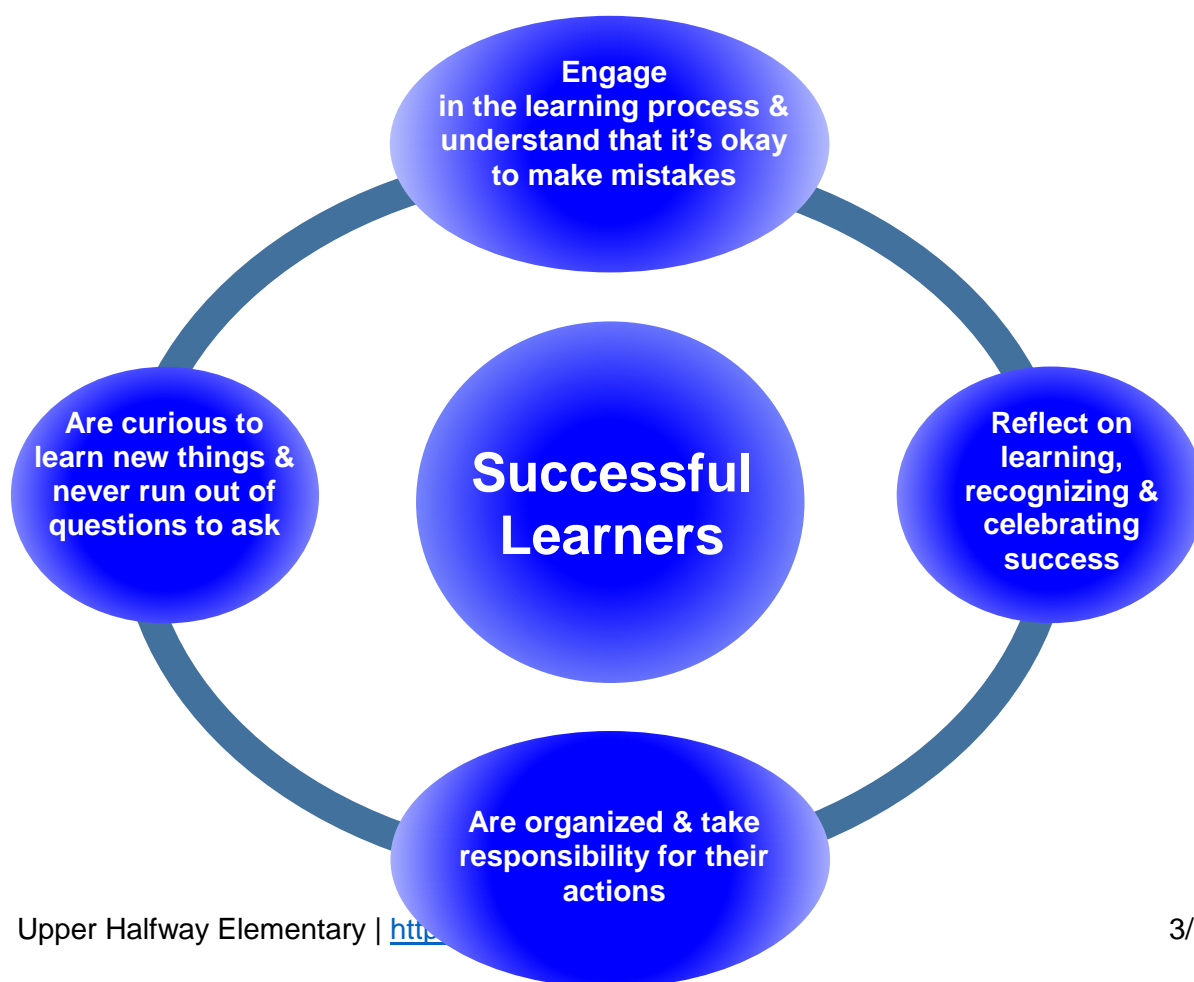 Engage
in the learning process &
understand that it's okay
to make mistakes
Are curious to
learn new things &
never run out of
questions to ask
Successful
Learners
Reflect on
learning,
recognizing &
celebrating
success
Are organized & take
responsibility for their
actions
Upper Halfway Elementary | http 3/